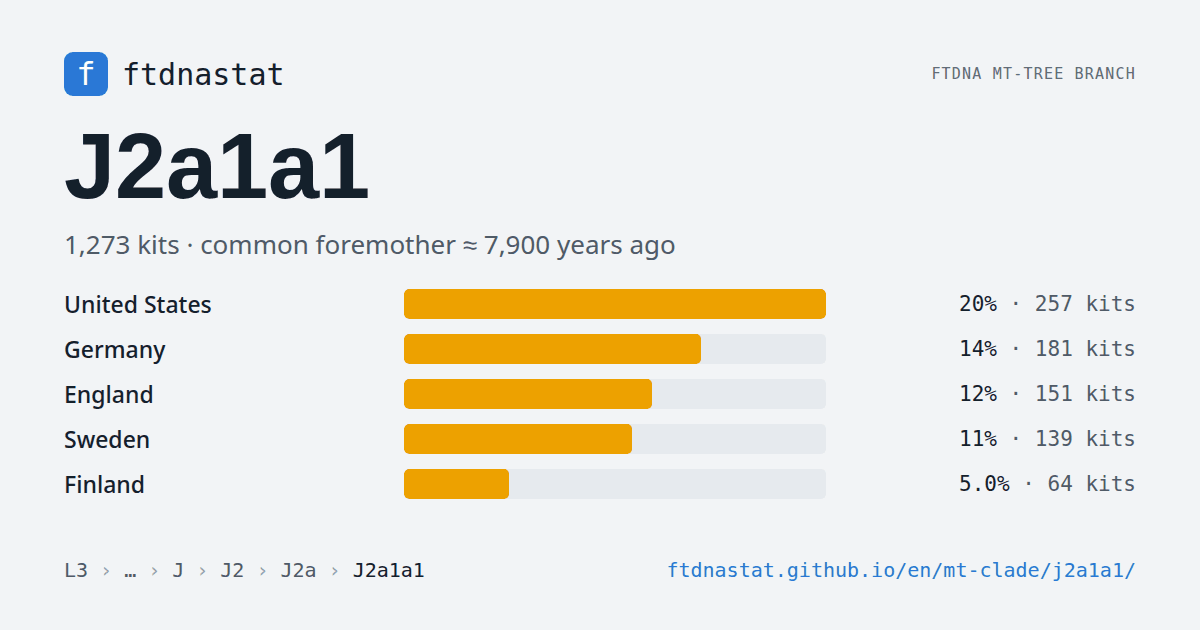 f ftdnastat
FTDNA MT-TREE BRANCH
J2a1a1
1,273 kits · common foremother ≈ 7,900 years ago
United States 20% · 257 kits
Germany 14% · 181 kits
England 12% · 151 kits
Sweden 11% · 139 kits
Finland 5.0% · 64 kits
L3 › … › J › J2 › J2a › J2a1a1
ftdnastat.github.io/en/mt-clade/j2a1a1/